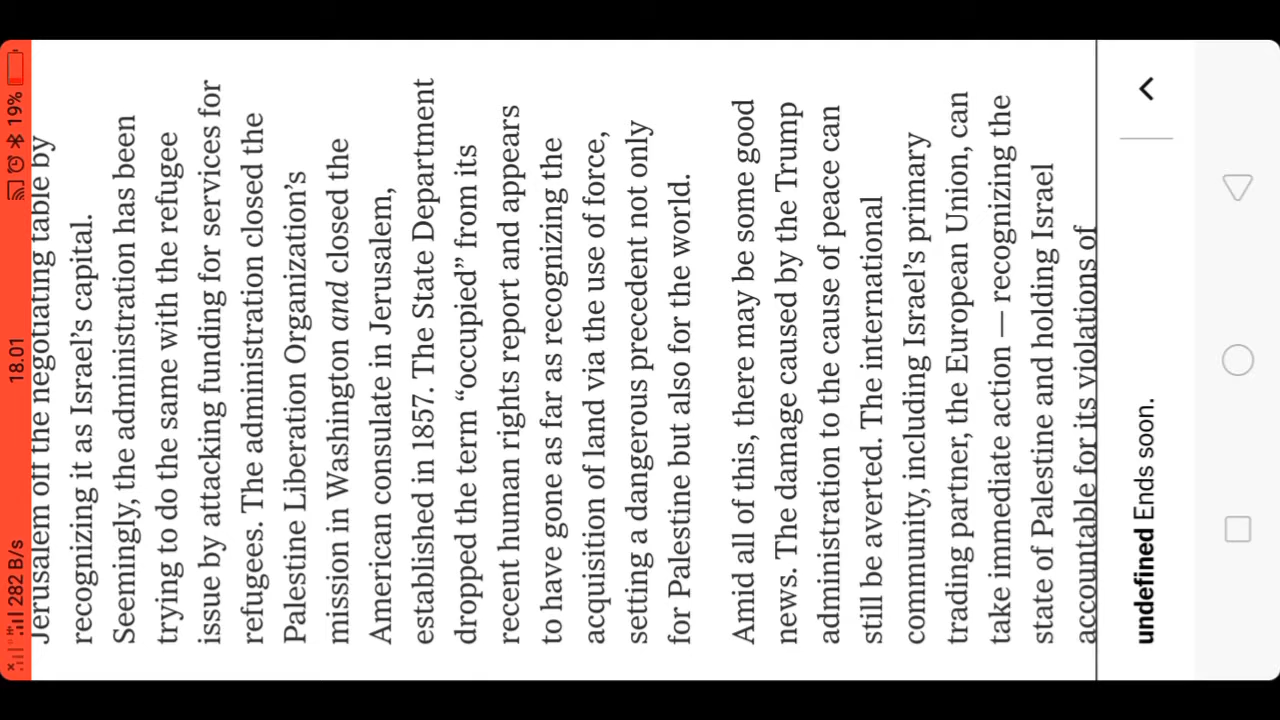 18.01
282 B/s
19%
Jerusalem off the negotiating table by
recognizing it as Israel’s capital.
Seemingly, the administration has been
trying to do the same with the refugee
issue by attacking funding for services for
refugees. The administration closed the
Palestine Liberation Organization’s
mission in Washington and closed the
American consulate in Jerusalem,
established in 1857. The State Department
dropped the term “occupied” from its
recent human rights report and appears
to have gone as far as recognizing the
acquisition of land via the use of force,
setting a dangerous precedent not only
for Palestine but also for the world.
Amid all of this, there may be some good
news. The damage caused by the Trump
administration to the cause of peace can
still be averted. The international
community, including Israel’s primary
trading partner, the European Union, can
take immediate action — recognizing the
state of Palestine and holding Israel
accountable for its violations of
undefined Ends soon.